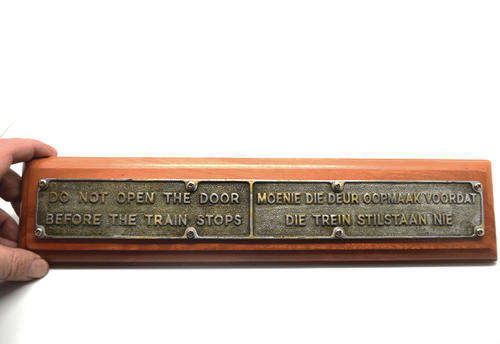 DO NOT OPEN THE DOOR
BEFORE THE TRAIN STOPS
MOENIE DIE DEUR OOPMAAK VOORDAT
DIE TREIN STILSTAAN NIE